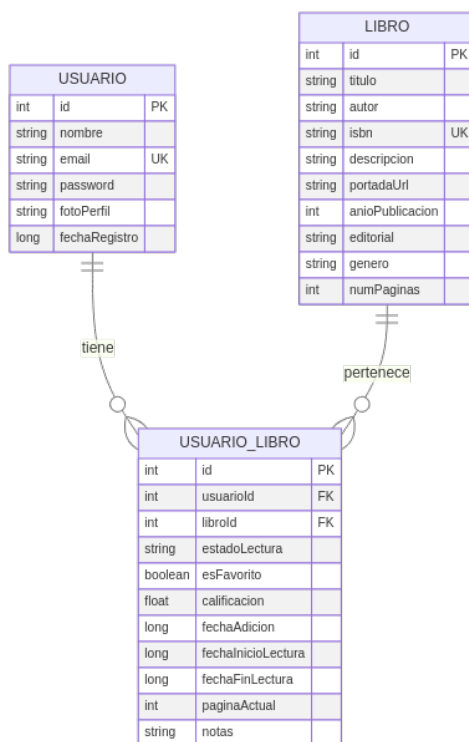 USUARIO
int id PK
string nombre
string email UK
string password
string fotoPerfil
long fechaRegistro
LIBRO
int id PK
string titulo
string autor
string isbn UK
string descripcion
string portadaUrl
int anioPublicacion
string editorial
string genero
int numPaginas
tiene
pertenece
USUARIO_LIBRO
int id PK
int usuarioId FK
int libroId FK
string estadoLectura
boolean esFavorito
float calificacion
long fechaAdicion
long fechaInicioLectura
long fechaFinLectura
int paginaActual
string notas